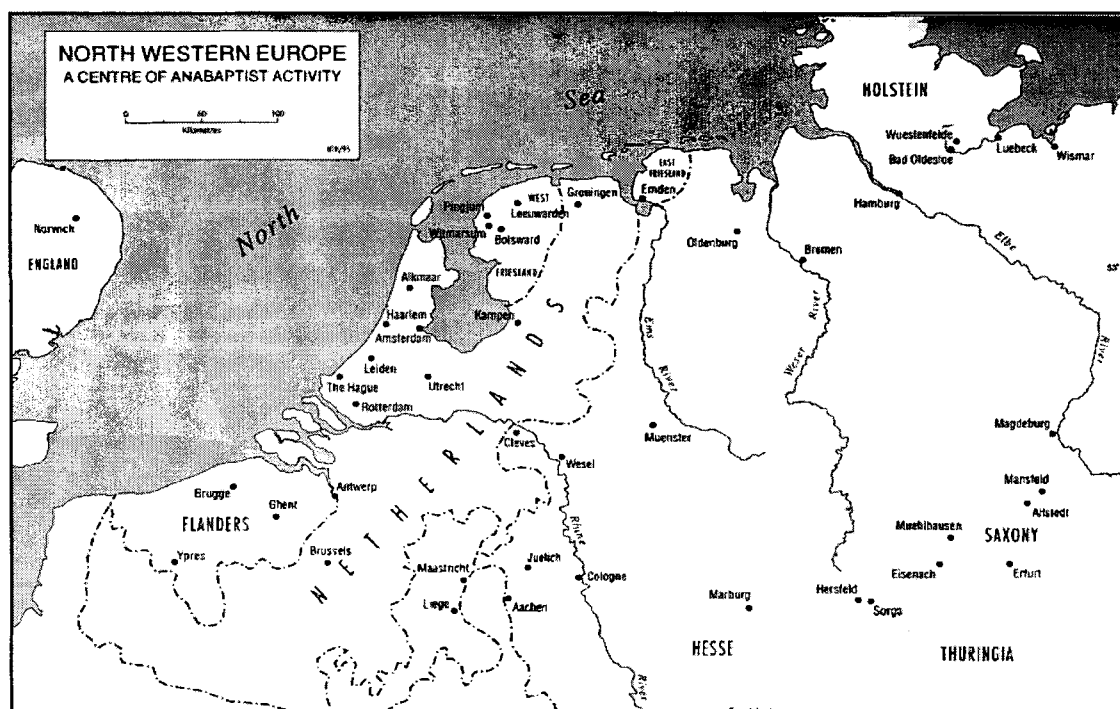 NORTH WESTERN EUROPE
A CENTRE OF ANABAPTIST ACTIVITY
0 50 100
Kilometres
North
Sea
HOLSTEIN
Wuestenfelde
Bad Oldesloe
Luebeck
Wismar
Hamburg
Elbe
River
Norwich
ENGLAND
EAST
FRIESLAND
Emden
WEST
FRIESLAND
Groningen
Leeuwarden
Pingjum
Witmarsum
Bolsward
Oldenburg
Bremen
Alkmaar
Haarlem
Amsterdam
Kampen
Leiden
The Hague
Utrecht
Rotterdam
NETHERLANDS
Ems
River
Weser
River
Muenster
Magdeburg
Cleves
Wesel
Mansfeld
Allstedt
Brugge
Ghent
Antwerp
FLANDERS
Ypres
Brussels
Maastricht
Liege
Juelich
Aachen
Rhine
River
Cologne
Muehlhausen
SAXONY
Eisenach
Erfurt
Marburg
Hersfeld
Sorga
HESSE
THURINGIA